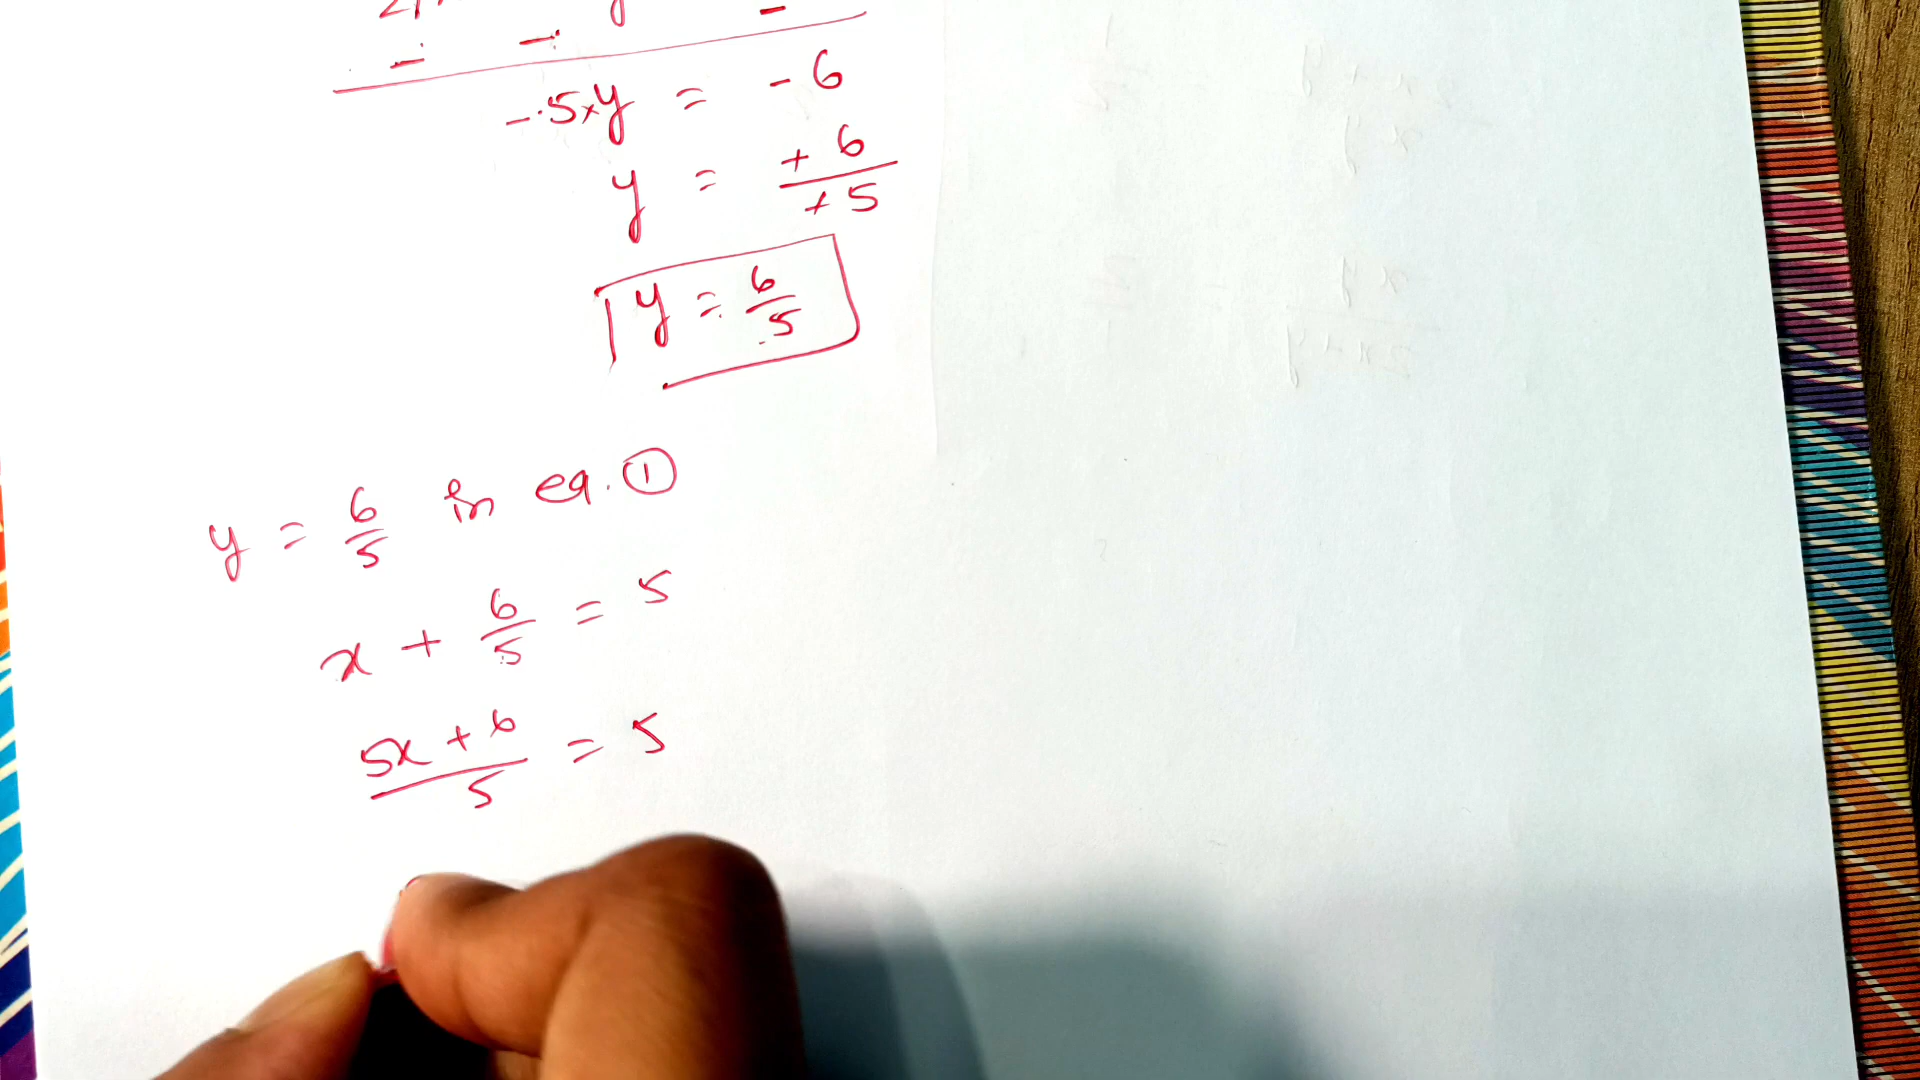 -5y = -6
y = +6/+5
y = 6/5
y = 6/5 in eq. ①
x + 6/5 = 5
5x + 6/5 = 5